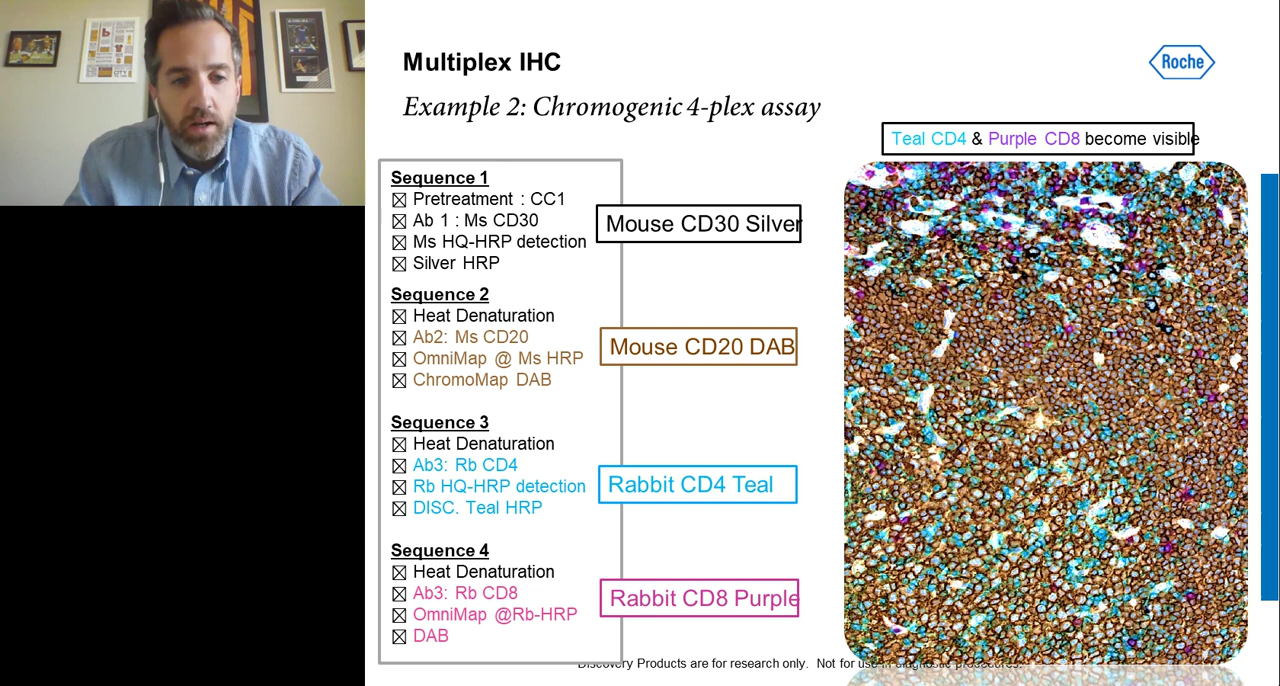 Multiplex IHC
Roche
Example 2: Chromogenic 4-plex assay
Teal CD4 & Purple CD8 become visible
Sequence 1
Pretreatment : CC1
Ab 1 : Ms CD30
Ms HQ-HRP detection
Silver HRP
Mouse CD30 Silver
Sequence 2
Heat Denaturation
Ab2: Ms CD20
OmniMap @ Ms HRP
ChromoMap DAB
Mouse CD20 DAB
Sequence 3
Heat Denaturation
Ab3: Rb CD4
Rb HQ-HRP detection
DISC. Teal HRP
Rabbit CD4 Teal
Sequence 4
Heat Denaturation
Ab3: Rb CD8
OmniMap @Rb-HRP
DAB
Rabbit CD8 Purple
Discovery Products are for research only. Not for use in diagnostic procedures.